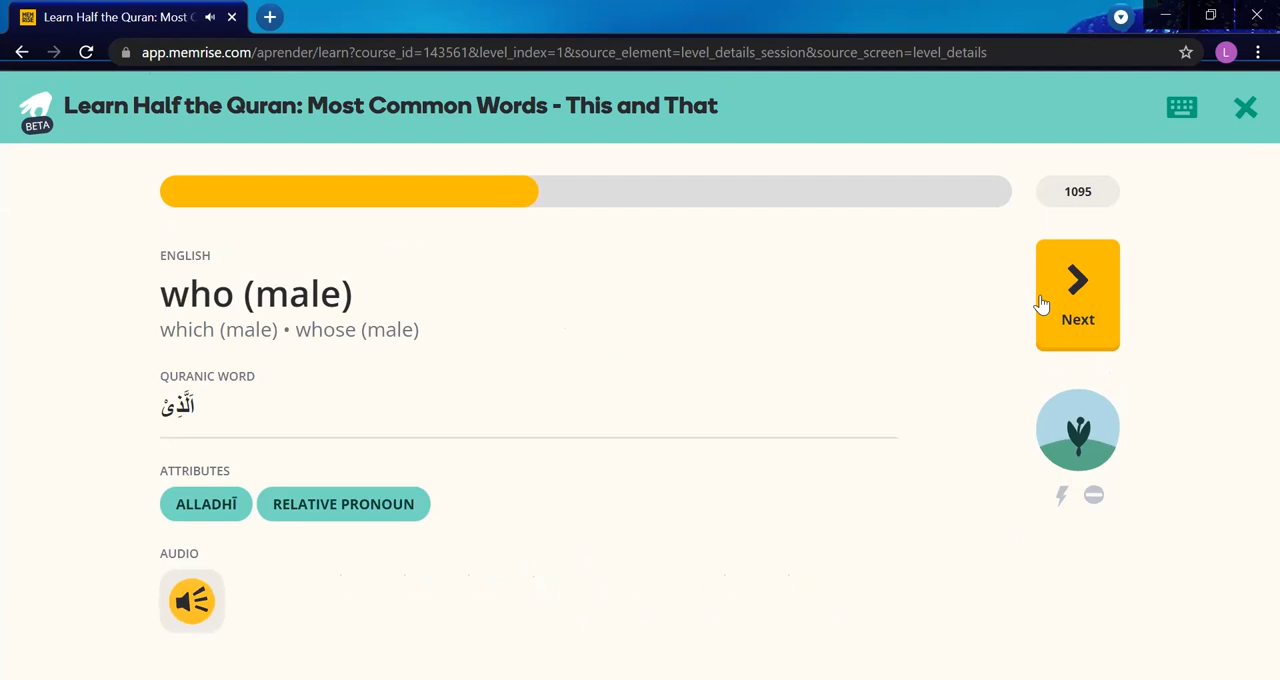 Learn Half the Quran: Most C
app.memrise.com/aprender/learn?course_id=143561&level_index=1&source_element=level_details_session&source_screen=level_details
L
BETA
Learn Half the Quran: Most Common Words - This and That
1095
ENGLISH
who (male)
which (male) • whose (male)
Next
QURANIC WORD
اَلَّذِىْ
ATTRIBUTES
ALLADHĪ
RELATIVE PRONOUN
AUDIO